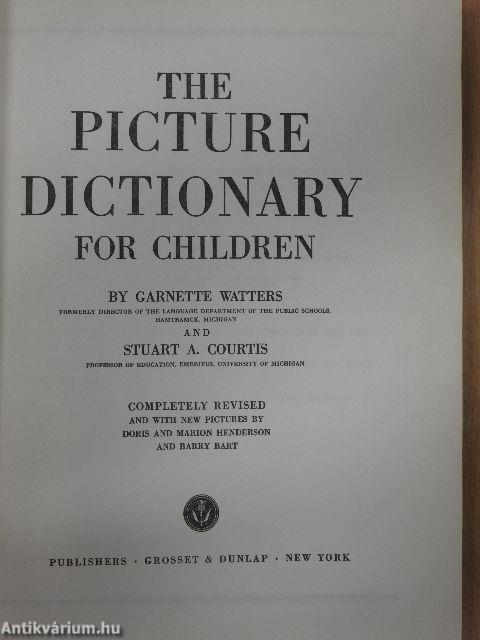 THE
PICTURE
DICTIONARY
FOR CHILDREN
BY GARNETTE WATTERS
FORMERLY DIRECTOR OF THE LANGUAGE DEPARTMENT OF THE PUBLIC SCHOOLS,
HAMTRAMCK, MICHIGAN
AND
STUART A. COURTIS
PROFESSOR OF EDUCATION, EMERITUS, UNIVERSITY OF MICHIGAN
COMPLETELY REVISED
AND WITH NEW PICTURES BY
DORIS AND MARION HENDERSON
AND BARRY BART
PUBLISHERS · GROSSET & DUNLAP · NEW YORK
Antikvárium.hu